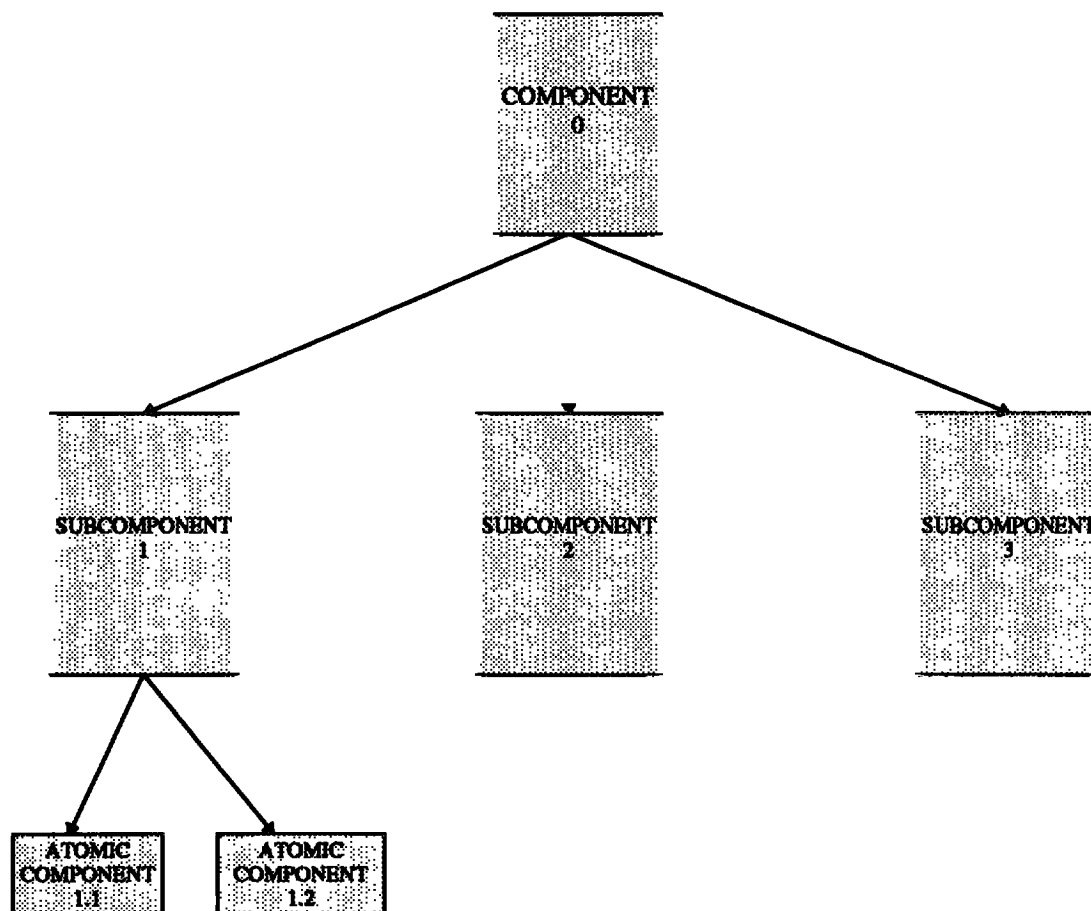 COMPONENT
0
SUBCOMPONENT
1
SUBCOMPONENT
2
SUBCOMPONENT
3
ATOMIC
COMPONENT
1.1
ATOMIC
COMPONENT
1.2